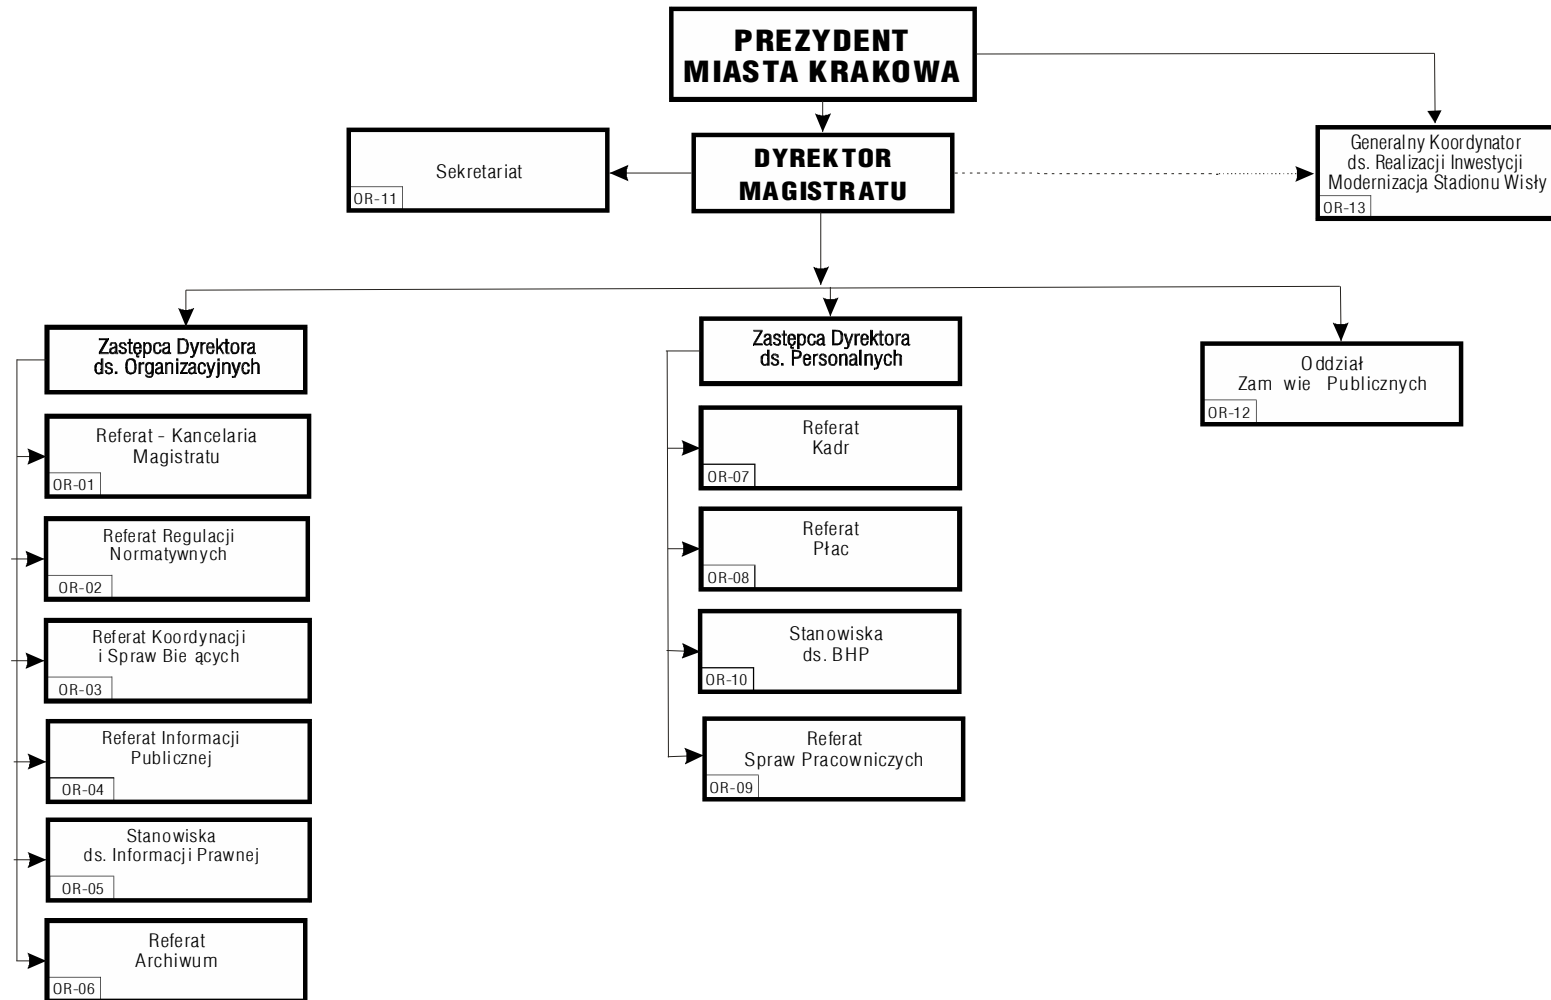 PREZYDENT
MIASTA KRAKOWA
Sekretariat
OR-11
DYREKTOR
MAGISTRATU
Generalny Koordynator
ds. Realizacji Inwestycji
Modernizacja Stadionu Wisły
OR-13
Zastępca Dyrektora
ds. Organizacyjnych
Zastępca Dyrektora
ds. Personalnych
Oddział
Zam wie Publicznych
OR-12
Referat - Kancelaria
Magistratu
OR-01
Referat Regulacji
Normatywnych
OR-02
Referat Koordynacji
i Spraw Bie ących
OR-03
Referat Informacji
Publicznej
OR-04
Stanowiska
ds. Informacji Prawnej
OR-05
Referat
Archiwum
OR-06
Referat
Kadr
OR-07
Referat
Płac
OR-08
Stanowiska
ds. BHP
OR-10
Referat
Spraw Pracowniczych
OR-09